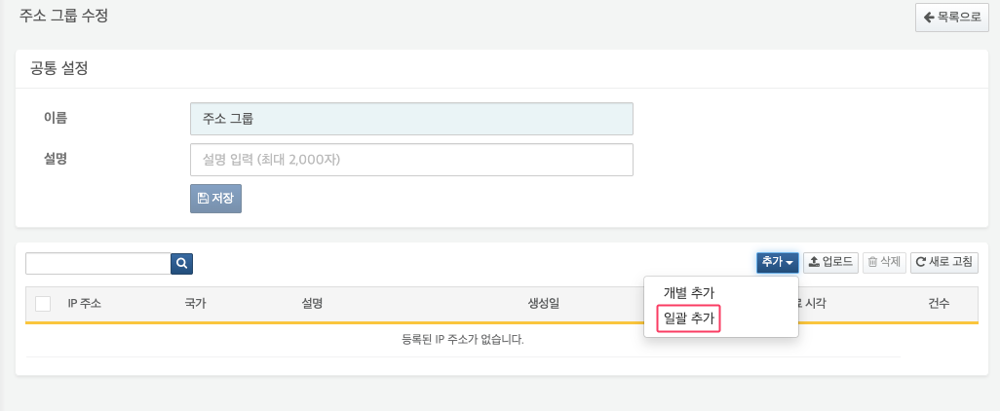 주소 그룹 수정
목록으로
공통 설정
이름
주소 그룹
설명
설명 입력 (최대 2,000자)
저장
추가 업로드 삭제 새로 고침
개별 추가
일괄 추가
IP 주소 국가 설명 생성일 시각 건수
등록된 IP 주소가 없습니다.